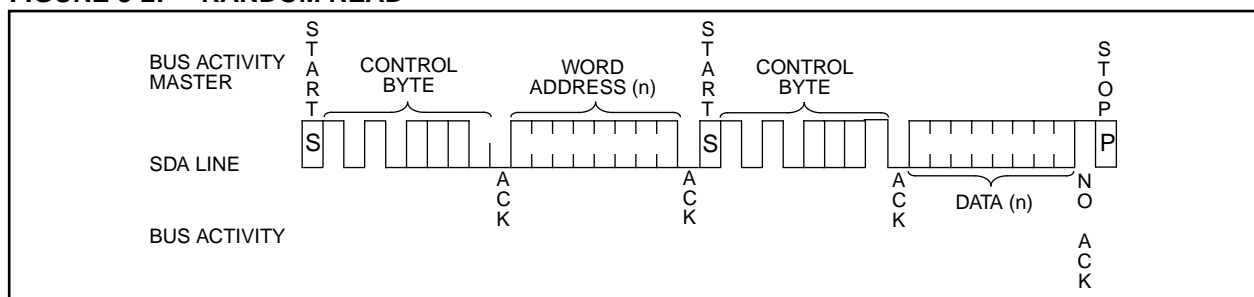 FIGURE 8-2: RANDOM READ
START
START
STOP
BUS ACTIVITY
MASTER
CONTROL
BYTE
WORD
ADDRESS (n)
CONTROL
BYTE
S
S
P
SDA LINE
ACK
ACK
ACK
DATA (n)
NO ACK
BUS ACTIVITY